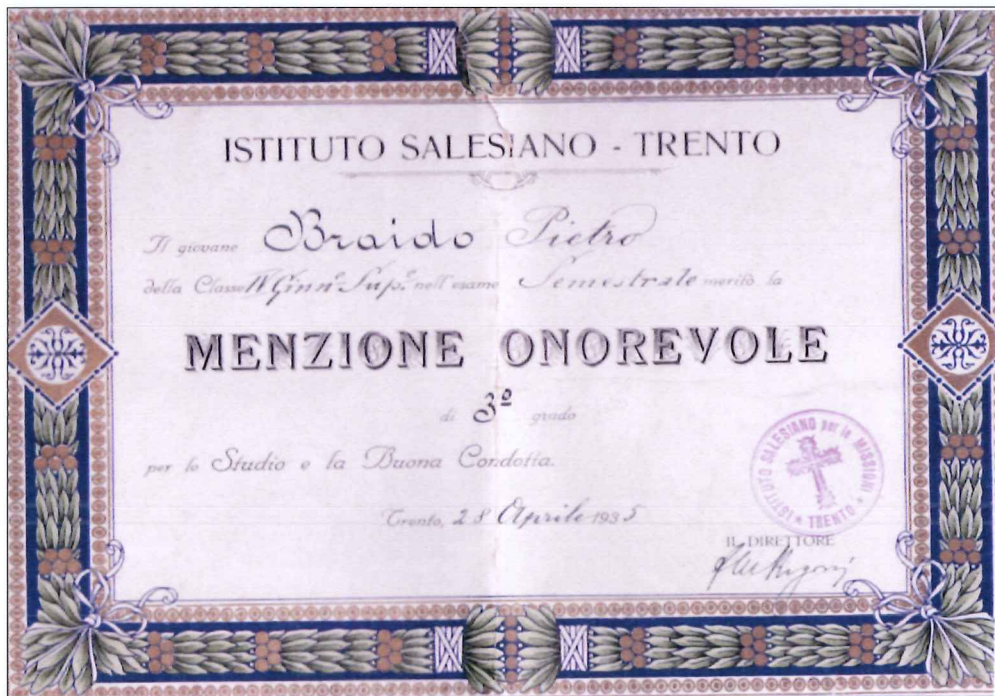 ISTITUTO SALESIANO - TRENTO
Il giovane Braido Pietro
della Classe IV Ginn.e Sup.e nell'esame Semestrale meritò la
MENZIONE ONOREVOLE
di 3º grado
per lo Studio e la Buona Condotta.
Trento, 28 Aprile 1935
ISTITUTO SALESIANO per le MISSIONI * TRENTO *
IL DIRETTORE